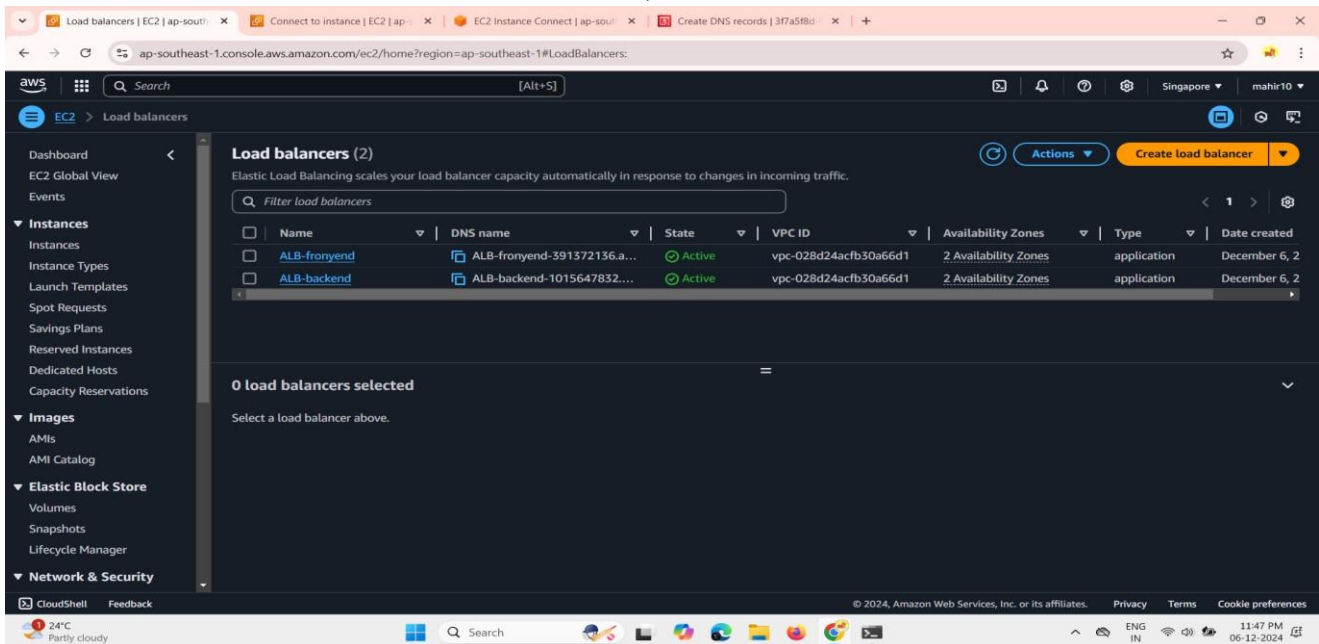 Load balancers | EC2 | ap-south
Connect to instance | EC2 | ap-s
EC2 Instance Connect | ap-sout
Create DNS records | 3f7a5f8d-
ap-southeast-1.console.aws.amazon.com/ec2/home?region=ap-southeast-1#LoadBalancers:
aws Search [Alt+S] Singapore mahir10
EC2 > Load balancers
Dashboard
EC2 Global View
Events
Instances
Instances
Instance Types
Launch Templates
Spot Requests
Savings Plans
Reserved Instances
Dedicated Hosts
Capacity Reservations
Images
AMIs
AMI Catalog
Elastic Block Store
Volumes
Snapshots
Lifecycle Manager
Network & Security
Load balancers (2)
Actions
Create load balancer
Elastic Load Balancing scales your load balancer capacity automatically in response to changes in incoming traffic.
Filter load balancers
1
Name DNS name State VPC ID Availability Zones Type Date created
ALB-fronyend ALB-fronyend-391372136.a... Active vpc-028d24acfb30a66d1 2 Availability Zones application December 6, 2
ALB-backend ALB-backend-1015647832.... Active vpc-028d24acfb30a66d1 2 Availability Zones application December 6, 2
0 load balancers selected
Select a load balancer above.
CloudShell Feedback © 2024, Amazon Web Services, Inc. or its affiliates. Privacy Terms Cookie preferences
1
24°C
Partly cloudy
Search
ENG
IN
11:47 PM
06-12-2024